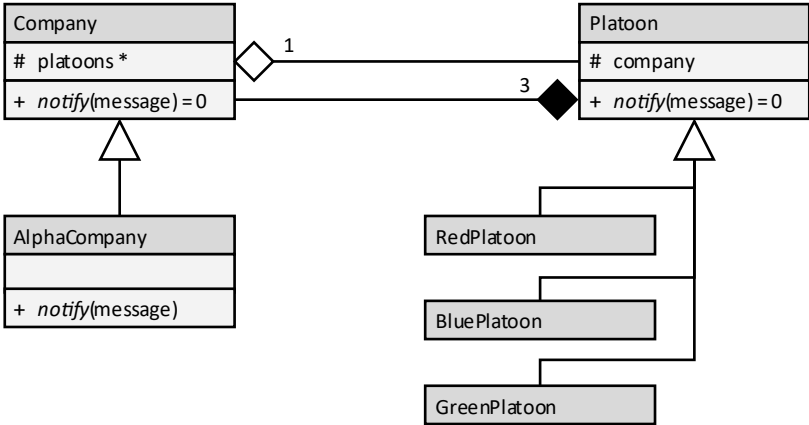 Company
# platoons *
+ notify(message) = 0
1
3
Platoon
# company
+ notify(message) = 0
AlphaCompany
+ notify(message)
RedPlatoon
BluePlatoon
GreenPlatoon